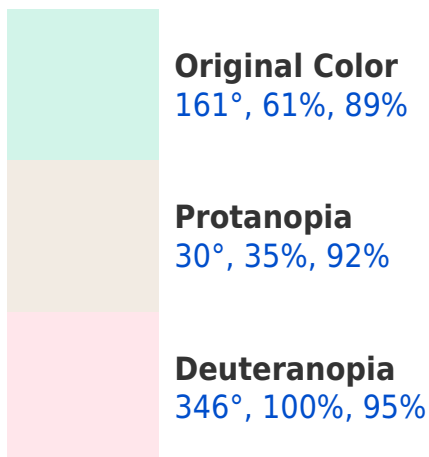 Original Color
161°, 61%, 89%
Protanopia
30°, 35%, 92%
Deuteranopia
346°, 100%, 95%